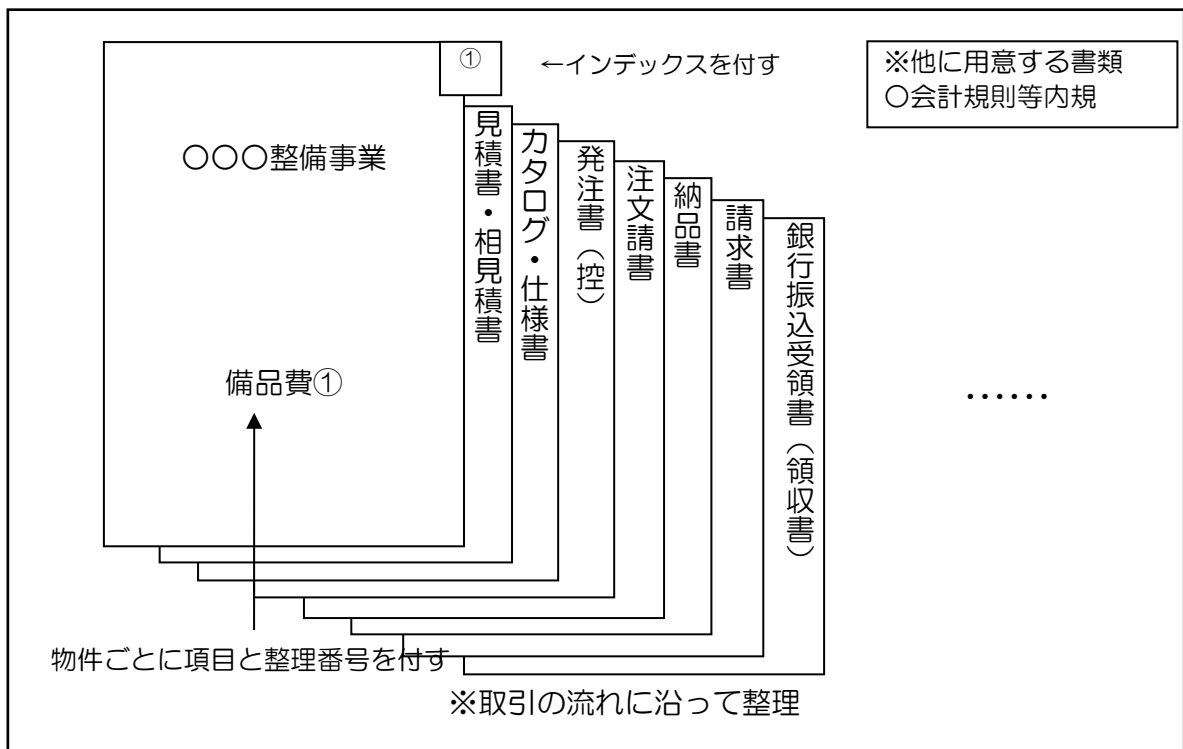 ①
←インデックスを付す
※他に用意する書類
〇会計規則等内規
〇〇〇整備事業
見積書・相見積書
カタログ・仕様書
発注書（控）
注文請書
納品書
請求書
銀行振込受領書（領収書）
備品費①
……
物件ごとに項目と整理番号を付す
※取引の流れに沿って整理